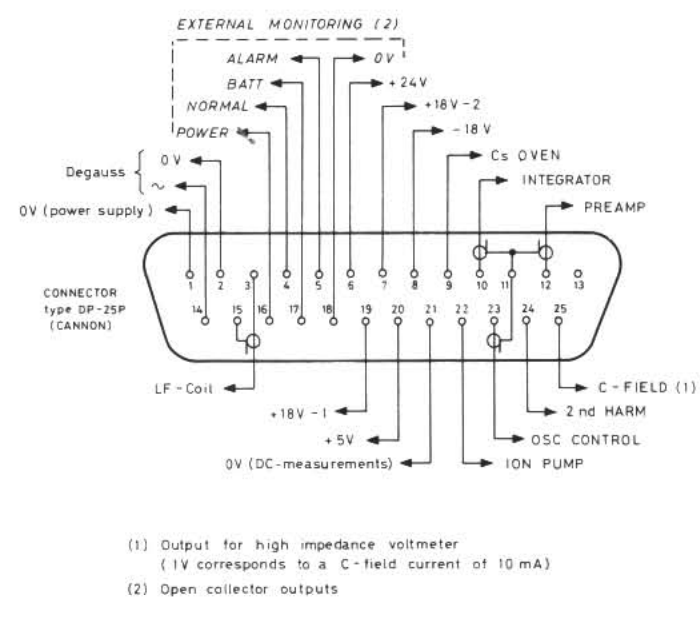 EXTERNAL MONITORING (2)
ALARM
0V
BATT
+24V
NORMAL
+18V-2
POWER
-18V
0V
Cs OVEN
Degauss
~
INTEGRATOR
0V (power supply)
PREAMP
1 2 3 4 5 6 7 8 9 10 11 12 13
CONNECTOR
type DP-25P
(CANNON)
14 15 16 17 18 19 20 21 22 23 24 25
LF-Coil
C-FIELD (1)
+18V-1
2nd HARM
+5V
OSC CONTROL
0V (DC-measurements)
ION PUMP
(1) Output for high impedance voltmeter
(1V corresponds to a C-field current of 10 mA)
(2) Open collector outputs